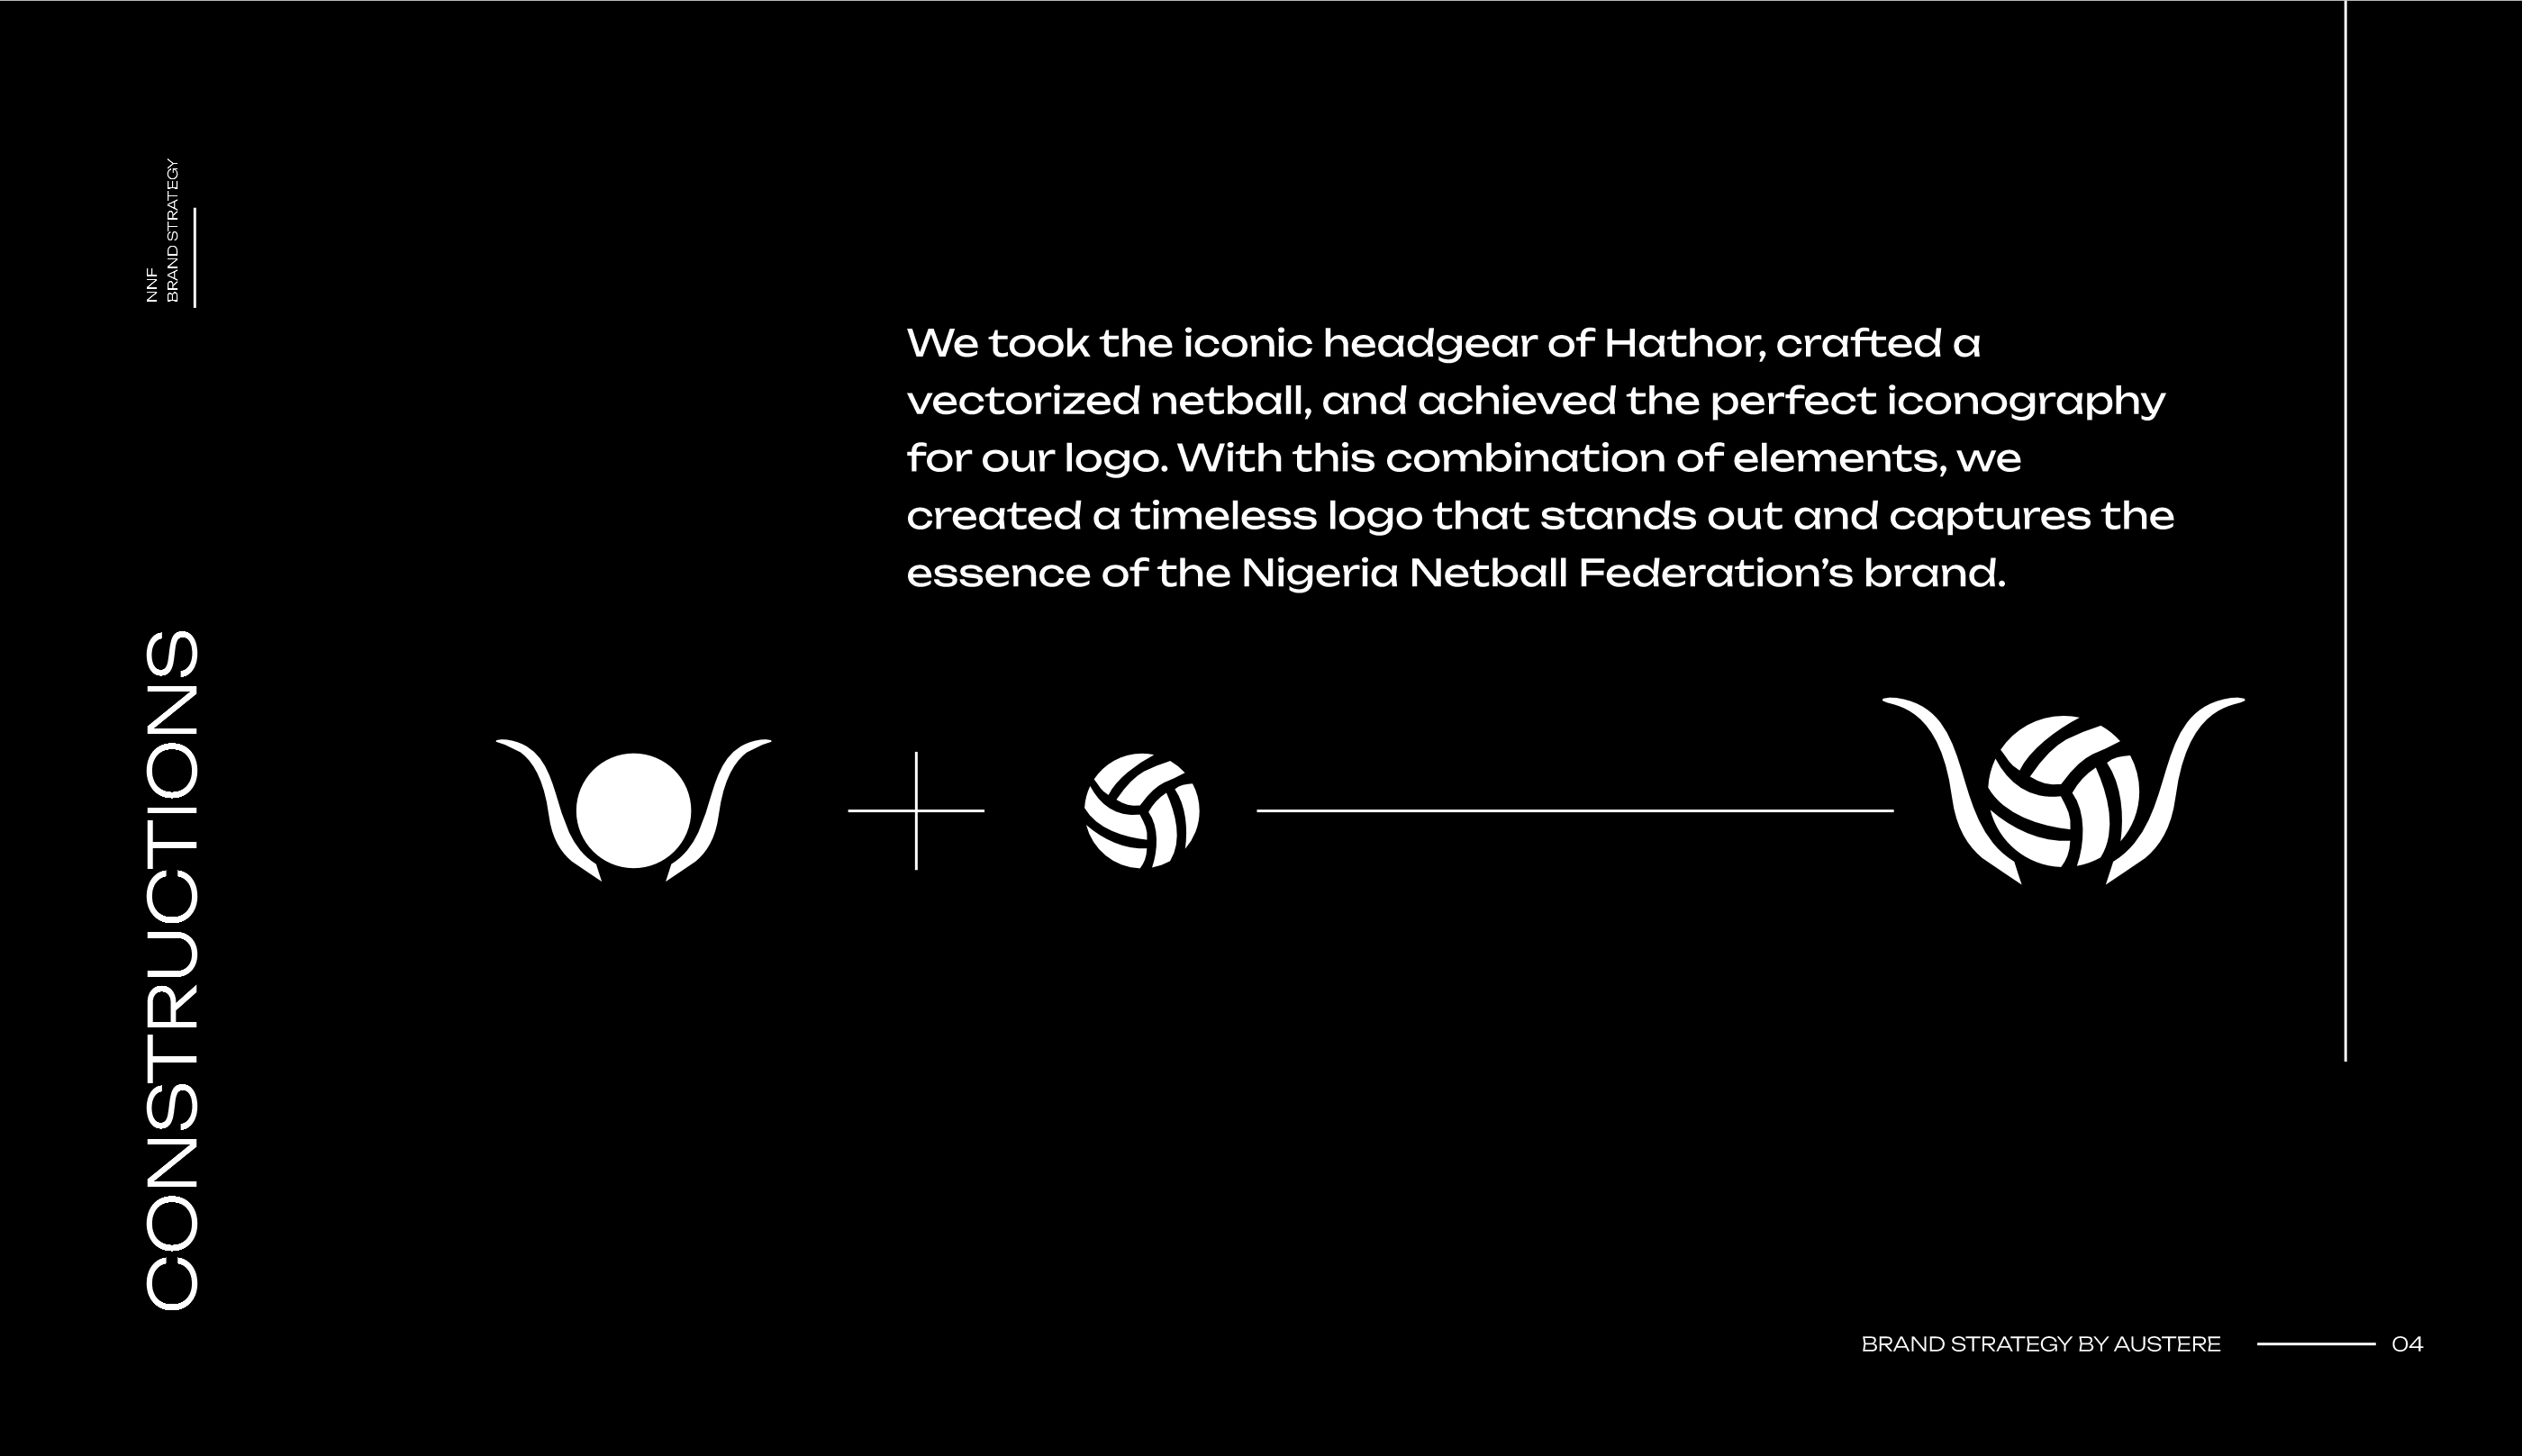 NNF
BRAND STRATEGY
We took the iconic headgear of Hathor, crafted a
vectorized netball, and achieved the perfect iconography
for our logo. With this combination of elements, we
created a timeless logo that stands out and captures the
essence of the Nigeria Netball Federation’s brand.
CONSTRUCTIONS
BRAND STRATEGY BY AUSTERE
04